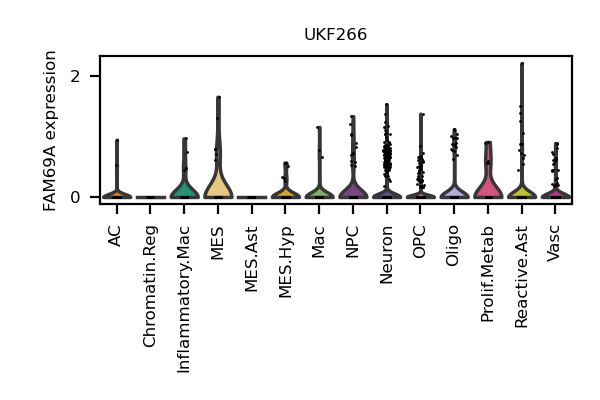 UKF266
FAM69A expression
2
0
AC
Chromatin.Reg
Inflammatory.Mac
MES
MES.Ast
MES.Hyp
Mac
NPC
Neuron
OPC
Oligo
Prolif.Metab
Reactive.Ast
Vasc